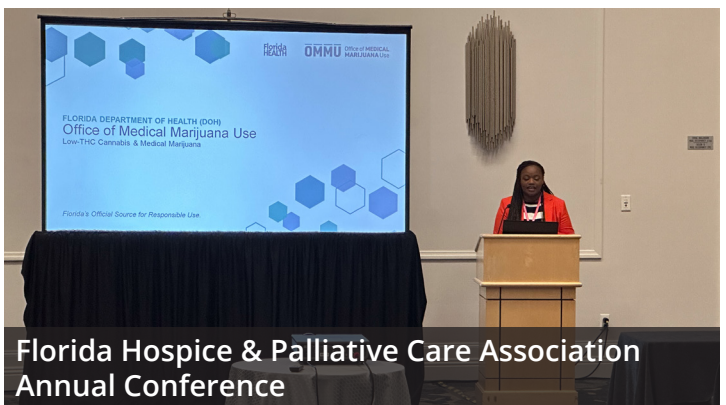 Florida
HEALTH
OMMU
Office of MEDICAL
MARIJUANA Use
FLORIDA DEPARTMENT OF HEALTH (DOH)
Office of Medical Marijuana Use
Low-THC Cannabis & Medical Marijuana
Florida's Official Source for Responsible Use.
Florida Hospice & Palliative Care Association
Annual Conference